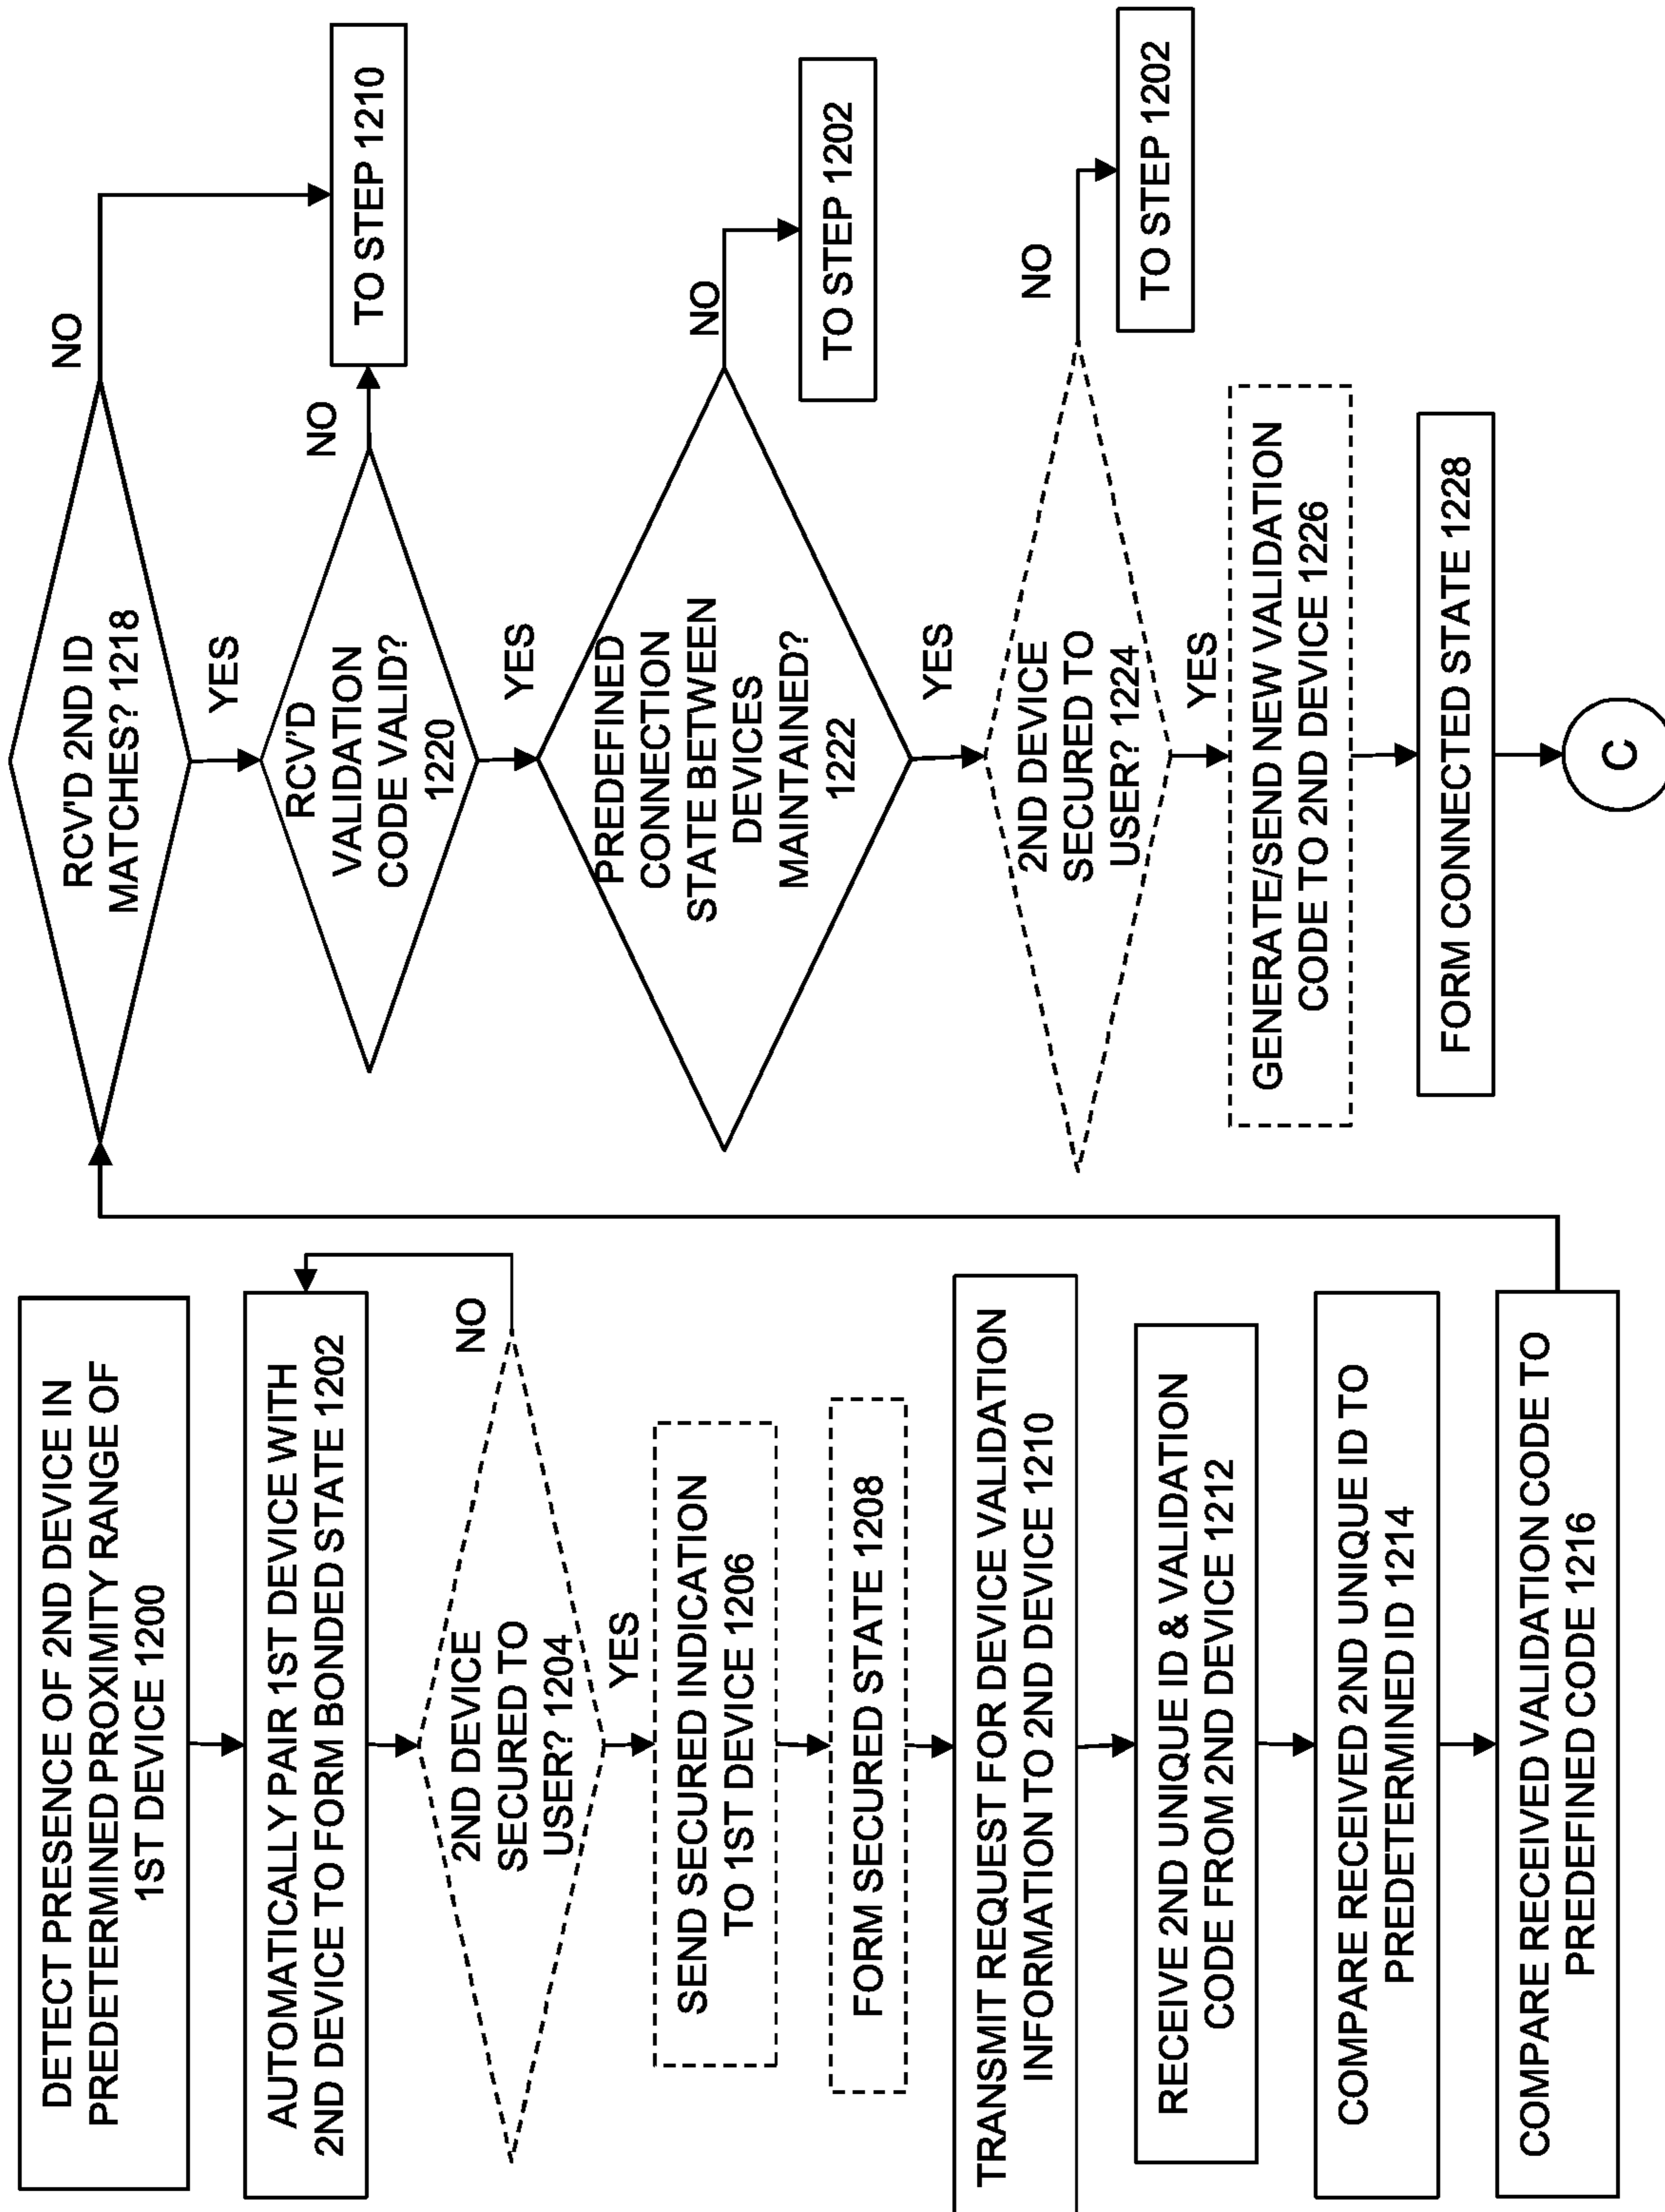 DETECT PRESENCE OF 2ND DEVICE IN
PREDETERMINED PROXIMITY RANGE OF
1ST DEVICE 1200
AUTOMATICALLY PAIR 1ST DEVICE WITH
2ND DEVICE TO FORM BONDED STATE 1202
2ND DEVICE
SECURED TO
USER? 1204
NO
YES
SEND SECURED INDICATION
TO 1ST DEVICE 1206
FORM SECURED STATE 1208
TRANSMIT REQUEST FOR DEVICE VALIDATION
INFORMATION TO 2ND DEVICE 1210
RECEIVE 2ND UNIQUE ID & VALIDATION
CODE FROM 2ND DEVICE 1212
COMPARE RECEIVED 2ND UNIQUE ID TO
PREDETERMINED ID 1214
COMPARE RECEIVED VALIDATION CODE TO
PREDEFINED CODE 1216
RCV'D 2ND ID
MATCHES? 1218
NO
YES
TO STEP 1210
RCV'D
VALIDATION
CODE VALID?
1220
NO
YES
PREDEFINED
CONNECTION
STATE BETWEEN
DEVICES
MAINTAINED?
1222
NO
TO STEP 1202
YES
2ND DEVICE
SECURED TO
USER? 1224
NO
TO STEP 1202
YES
GENERATE/SEND NEW VALIDATION
CODE TO 2ND DEVICE 1226
FORM CONNECTED STATE 1228
C